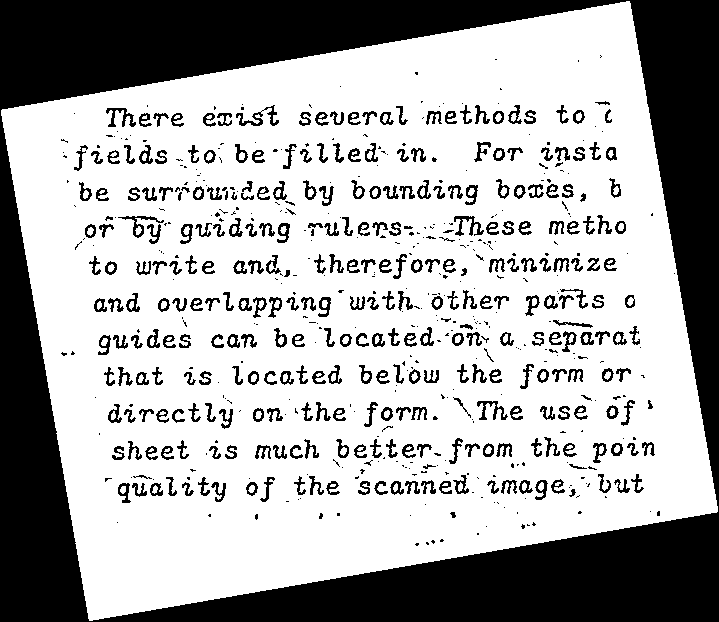 There exist several methods to
fields to be filled in. For insta
be surrounded by bounding boxes, b
or by guiding rulers. These metho
to write and, therefore, minimize
and overlapping with other parts o
guides can be located on a separat
that is located below the form or
directly on the form. The use of
sheet is much better from the poin
quality of the scanned image, but